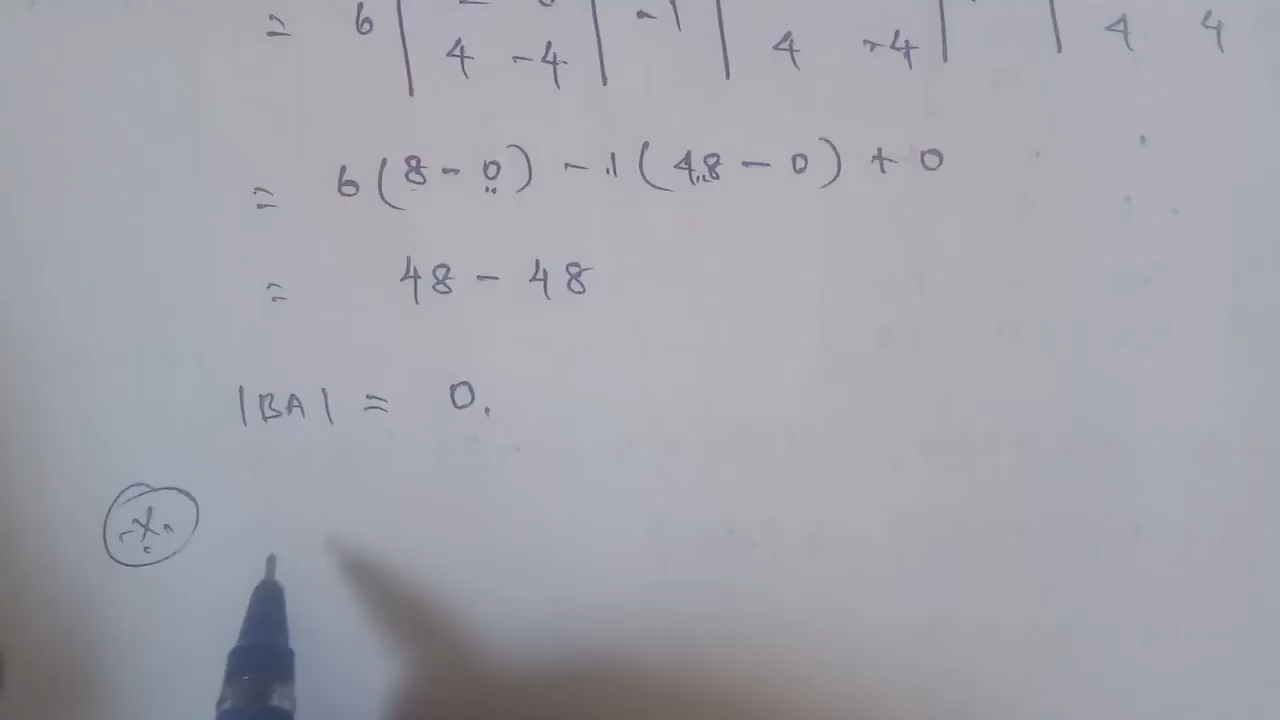 = 6 | 4 -4 | -1 | 4 -4 | | 4 4
= 6(8 - 0) - 1(48 - 0) + 0
= 48 - 48
|BA| = 0.